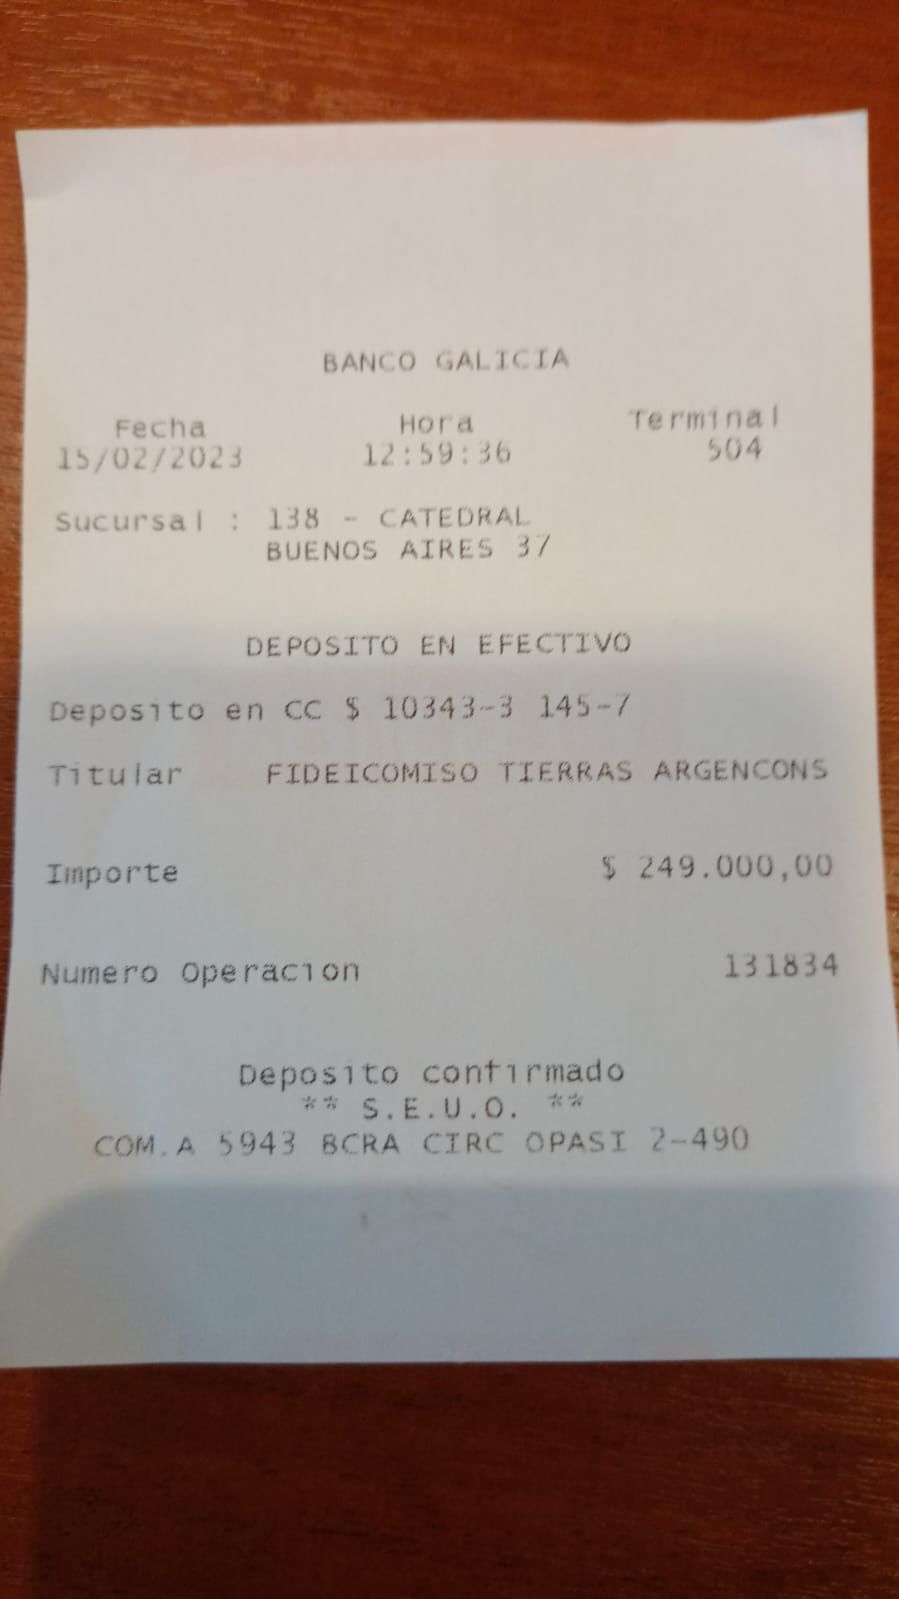 BANCO GALICIA
Fecha Hora Terminal
15/02/2023 12:59:36 504
Sucursal : 138 - CATEDRAL
BUENOS AIRES 37
DEPOSITO EN EFECTIVO
Deposito en CC $ 10343-3 145-7
Titular FIDEICOMISO TIERRAS ARGENCONS
Importe $ 249.000,00
Numero Operacion 131834
Deposito confirmado
** S.E.U.O. **
COM.A 5943 BCRA CIRC OPASI 2-490